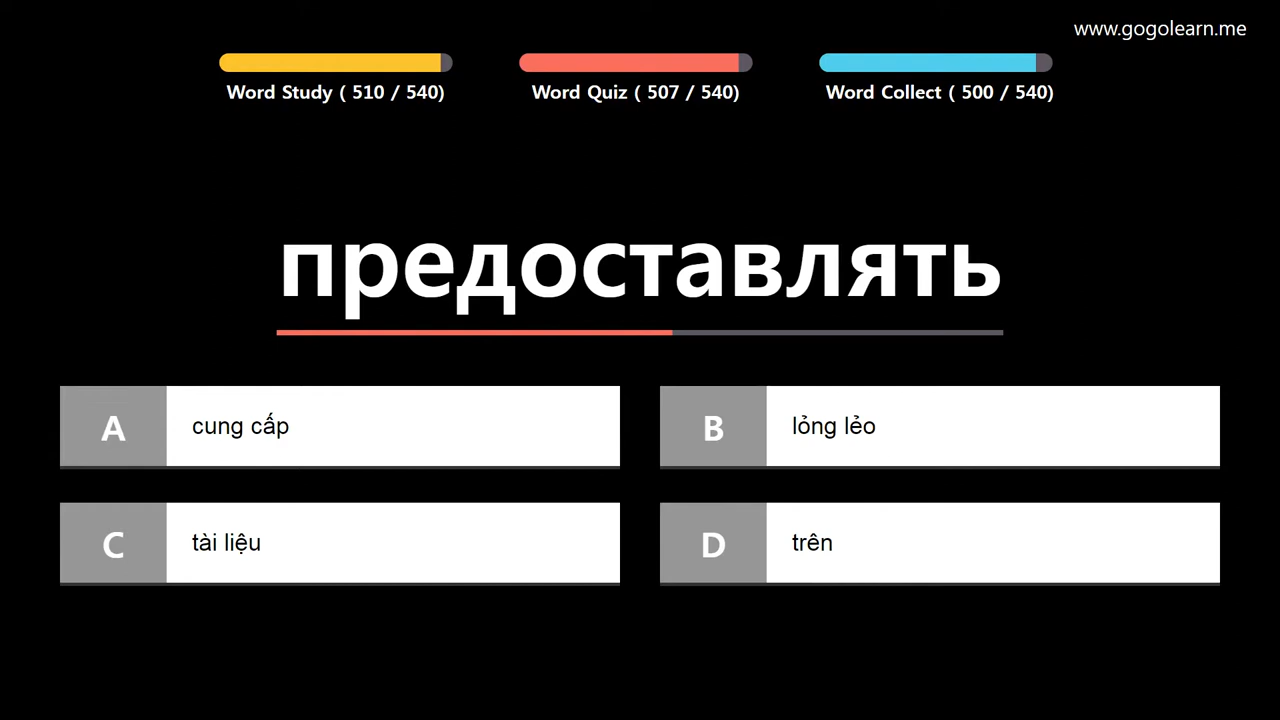 www.gogolearn.me
Word Study ( 510 / 540)
Word Quiz ( 507 / 540)
Word Collect ( 500 / 540)
предоставлять
A cung cấp
B lỏng lẻo
C tài liệu
D trên